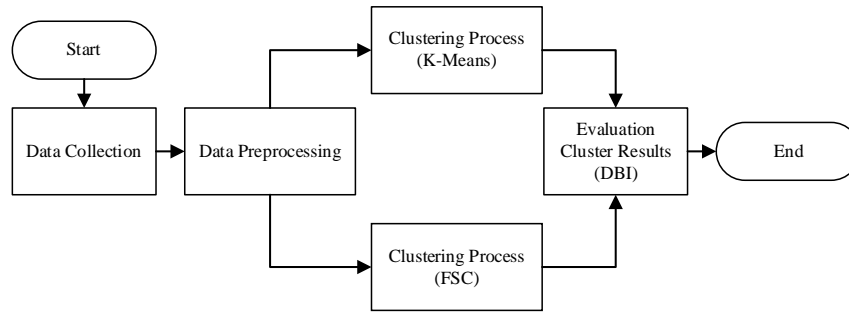 Start
Data Collection
Data Preprocessing
Clustering Process
(K-Means)
Clustering Process
(FSC)
Evaluation
Cluster Results
(DBI)
End